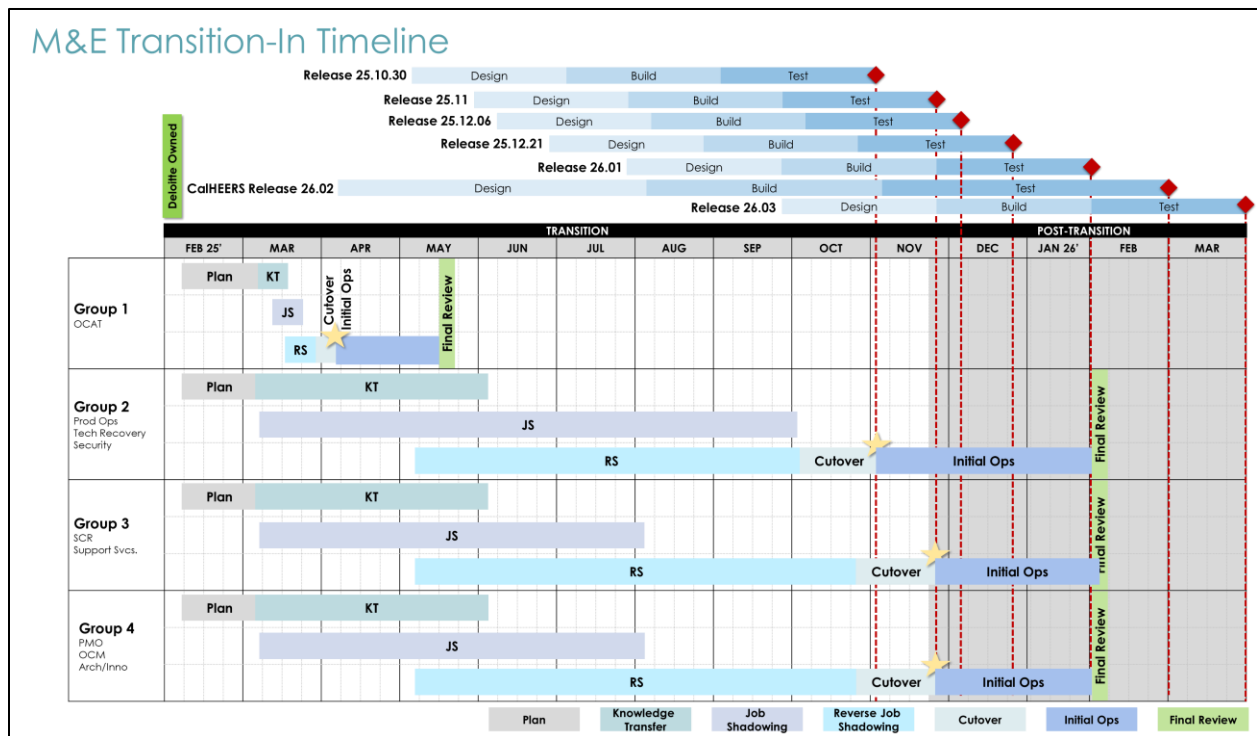 M&E Transition-In Timeline
Release 25.10.30 Design Build Test
Release 25.11 Design Build Test
Release 25.12.06 Design Build Test
Release 25.12.21 Design Build Test
Release 26.01 Design Build Test
CalHEERS Release 26.02 Design Build Test
Release 26.03 Design Build Test
Deloitte Owned
TRANSITION POST-TRANSITION
FEB 25' MAR APR MAY JUN JUL AUG SEP OCT NOV DEC JAN 26' FEB MAR
Group 1
OCAT
Plan KT
JS
RS
Cutover
Initial Ops
Final Review
Group 2
Prod Ops
Tech Recovery
Security
Plan KT
JS
RS Cutover Initial Ops
Final Review
Group 3
SCR
Support Svcs.
Plan KT
JS
RS Cutover Initial Ops
Final Review
Group 4
PMO
OCM
Arch/Inno
Plan KT
JS
RS Cutover Initial Ops
Final Review
Plan
Knowledge
Transfer
Job
Shadowing
Reverse Job
Shadowing
Cutover
Initial Ops
Final Review